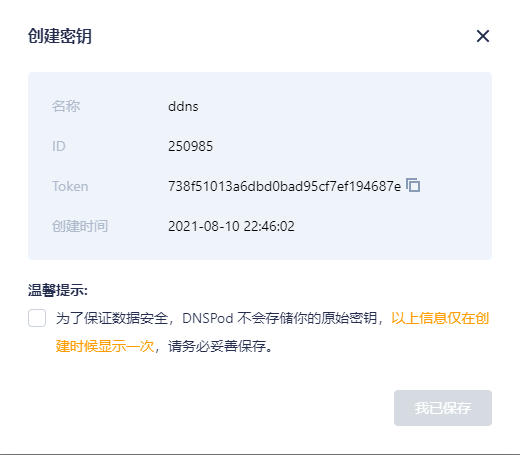 创建密钥
名称 ddns
ID 250985
Token 738f51013a6dbd0bad95cf7ef194687e
创建时间 2021-08-10 22:46:02
温馨提示:
为了保证数据安全，DNSPod 不会存储你的原始密钥，以上信息仅在创
建时候显示一次，请务必妥善保存。
我已保存